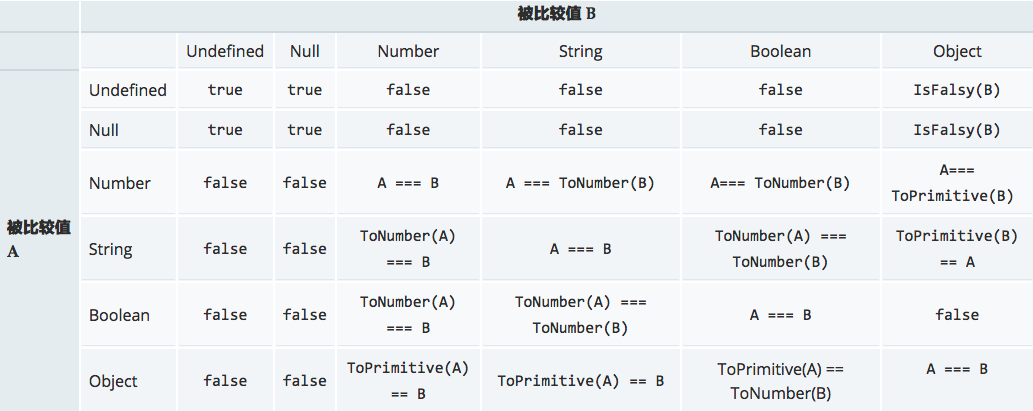 被比较值 B
Undefined Null Number String Boolean Object
Undefined true true false false false IsFalsy(B)
Null true true false false false IsFalsy(B)
Number false false A === B A === ToNumber(B) A=== ToNumber(B) A=== ToPrimitive(B)
被比较值 A
String false false ToNumber(A) === B A === B ToNumber(A) === ToNumber(B) ToPrimitive(B) == A
Boolean false false ToNumber(A) === B ToNumber(A) === ToNumber(B) A === B false
Object false false ToPrimitive(A) == B ToPrimitive(A) == B ToPrimitive(A) == ToNumber(B) A === B